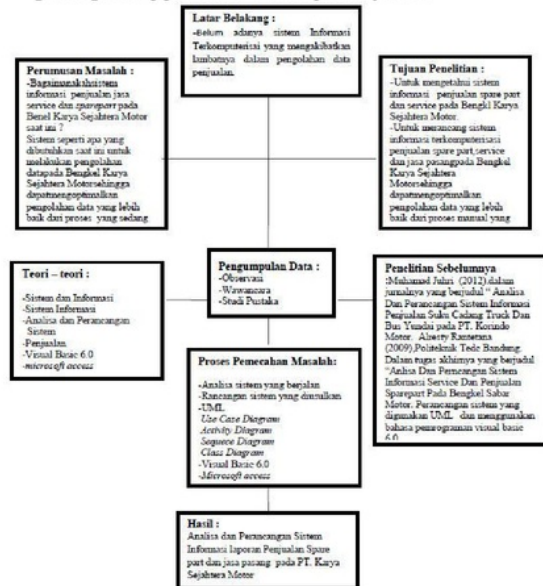 Latar Belakang :
-Belum adanya sistem Informasi
Terkomputerisai yang mengakibatkan
lambatnya dalam pengolahan data
penjualan.
Perumusan Masalah :
-Bagaimanakahsistem
informasi penjualan jasa
service dan sparepart pada
Benel Karya Sejahtera Motor
saat ini ?
Sistem seperti apa yang
dibutuhkan saat ini untuk
melakukan pengolahan
datapada Bengkel Karya
Sejahtera Motorsehingga
dapatmengoptimalkan
pengolahan data yang lebih
baik dari proses yang sedang
Tujuan Penelitian :
-Untuk mengetahui sistem
informasi penjualan spare part
dan service pada Bengkl Karya
Sejahtera Motor.
-Untuk merancang sistem
informasi terkomputerisasi
penjualan spare part,service
dan jasa pasangpada Bengkel
Karya Sejahtera
Motorsehingga
dapatmengoptimalkan
pengolahan data yang lebih
baik dari proses manual yang
Teori – teori :
-Sistem dan Informasi
-Sistem Informasi
-Analisa dan Perancangan
Sistem
-Penjualan.
-Visual Basic 6.0
-microsoft access
Pengumpulan Data :
-Observasi
-Wawancara
-Studi Pustaka
Penelitian Sebelumnya
:Muhamad Juhri (2012).dalam
jurnalnya yang berjudul “ Analisa
Dan Perancangan Sistem Informasi
Penjualan Suku Cadang Truck Dan
Bus Yundai pada PT. Korindo
Motor. Alresty Rantetana
(2009),Politeknik Tede Bandung.
Dalam tugas akhirnya yang berjudul
“Anlisa Dan Perncangan Sistem
Informasi Service Dan Penjualan
Sparepart Pada Bengkel Sabar
Motor. Perancangan sistem yang
digunakan UML dan menggunakan
bahasa pemrograman visual basic
6.0
Proses Pemecahan Masalah:
-Analisa sistem yang berjalan
-Rancangan sistem yang diusulkan
-UML
Use Case Diagram
Activity Diagram
Sequece Diagram
Class Diagram
-Visual Basic 6.0
-Microsoft access
Hasil :
Analisa dan Perancangan Sistem
Informasi laporan Penjualan Spare
part dan jasa pasang pada PT. Karya
Sejahtera Motor